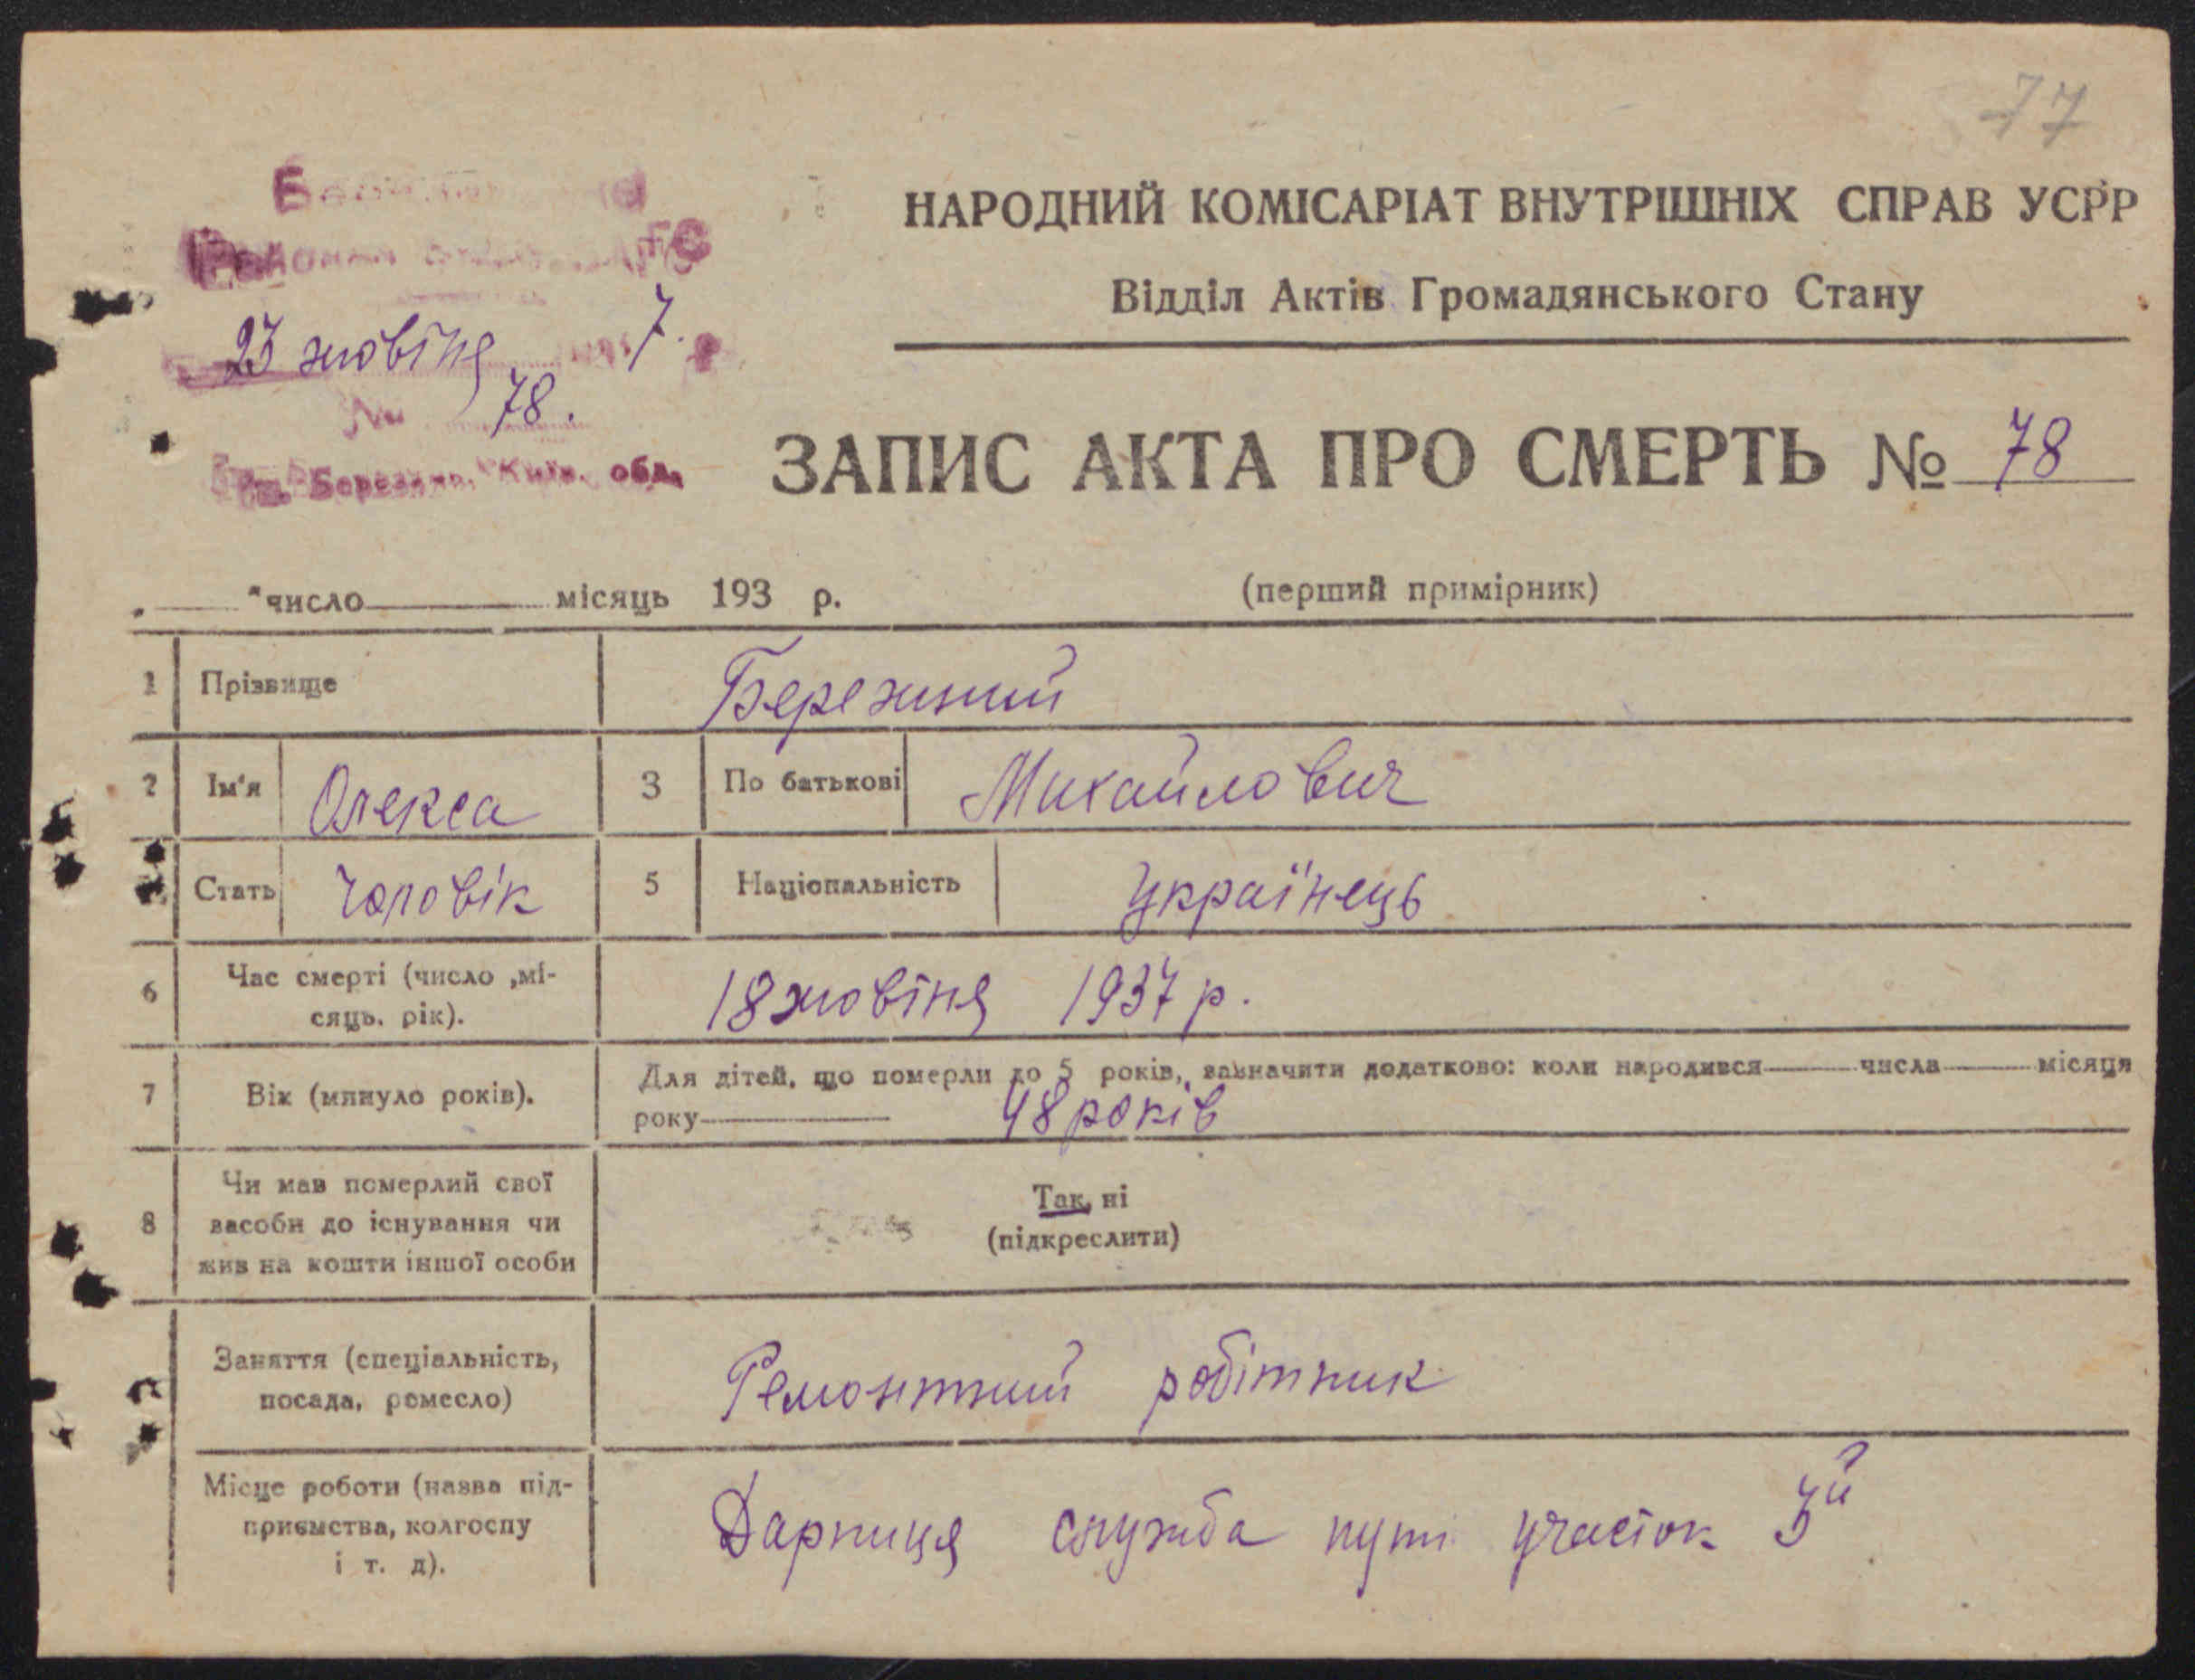 77
НАРОДНИЙ КОМІСАРІАТ ВНУТРІШНІХ СПРАВ УСРР
Відділ Актів Громадянського Стану
23 жовтня 7.
№ 78.
Березань, Київ. обл.
ЗАПИС АКТА ПРО СМЕРТЬ № 78
„ “ число місяць 193 р. (перший примірник)
1 Прізвище Бережний
2 Ім'я Олекса 3 По батькові Михайлович
Стать Чоловік 5 Національність Українець
6 Час смерті (число ,мі-
сяць. рік). 18 жовтня 1937 р.
7 Вік (минуло років). Для дітей, що померли до 5 років, зазначити додатково: коли народився числа місяця
року 48 років
8 Чи мав померлий свої
засоби до існування чи
жив на кошти іншої особи
Так, ні
(підкреслити)
Заняття (спеціальність,
посада, ремесло) Ремонтний робітник
Місце роботи (назва під-
приємства, колгоспу
і т. д). Дарниця служба путі участок 3й